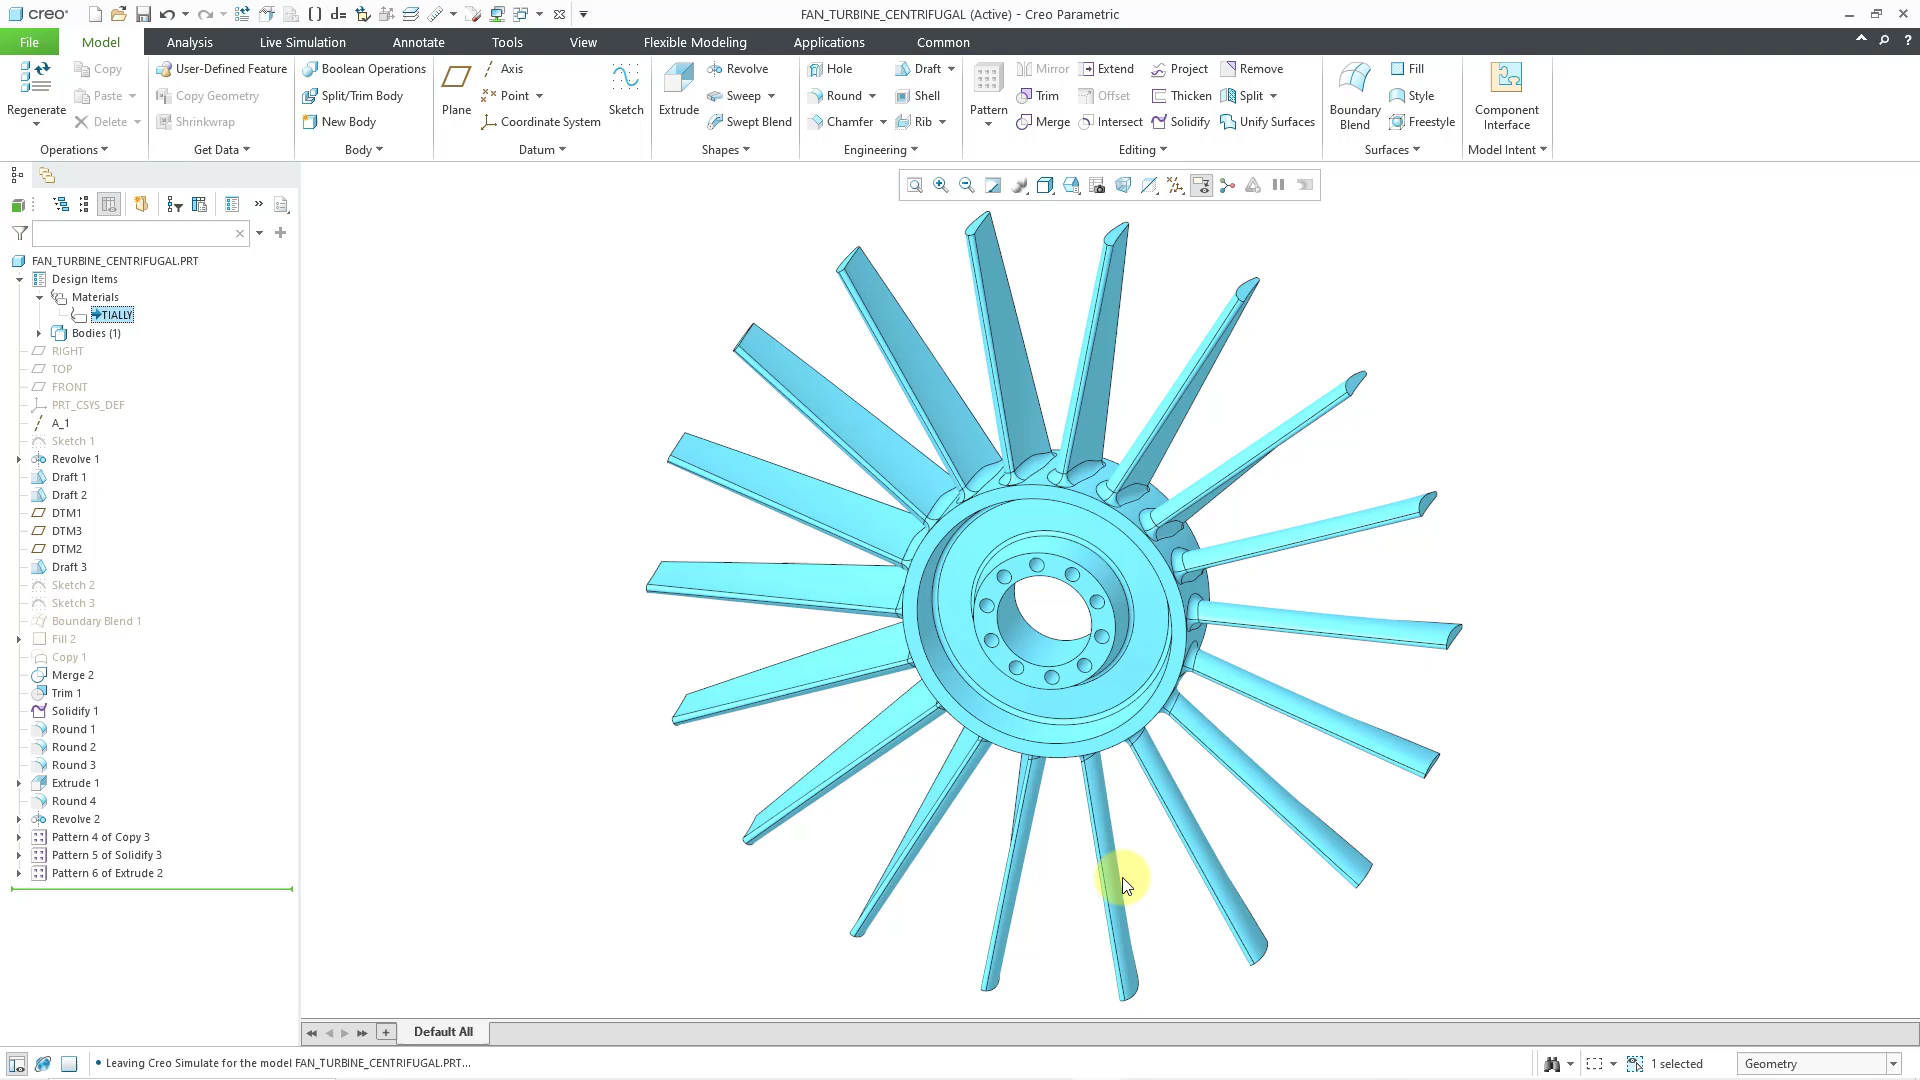 creo
FAN_TURBINE_CENTRIFUGAL (Active) - Creo Parametric
File
Model
Analysis
Live Simulation
Annotate
Tools
View
Flexible Modeling
Applications
Common
Regenerate
Copy
Paste
Delete
Operations
User-Defined Feature
Copy Geometry
Shrinkwrap
Get Data
Boolean Operations
Split/Trim Body
New Body
Body
Plane
Axis
Point
Coordinate System
Sketch
Datum
Extrude
Revolve
Sweep
Swept Blend
Shapes
Hole
Round
Chamfer
Draft
Shell
Rib
Engineering
Pattern
Mirror
Trim
Merge
Extend
Offset
Intersect
Project
Thicken
Solidify
Remove
Split
Unify Surfaces
Editing
Boundary
Blend
Fill
Style
Freestyle
Surfaces
Component
Interface
Model Intent
FAN_TURBINE_CENTRIFUGAL.PRT
Design Items
Materials
TIALLY
Bodies (1)
RIGHT
TOP
FRONT
PRT_CSYS_DEF
A_1
Sketch 1
Revolve 1
Draft 1
Draft 2
DTM1
DTM3
DTM2
Draft 3
Sketch 2
Sketch 3
Boundary Blend 1
Fill 2
Copy 1
Merge 2
Trim 1
Solidify 1
Round 1
Round 2
Round 3
Extrude 1
Round 4
Revolve 2
Pattern 4 of Copy 3
Pattern 5 of Solidify 3
Pattern 6 of Extrude 2
Default All
• Leaving Creo Simulate for the model FAN_TURBINE_CENTRIFUGAL.PRT...
1 selected
Geometry